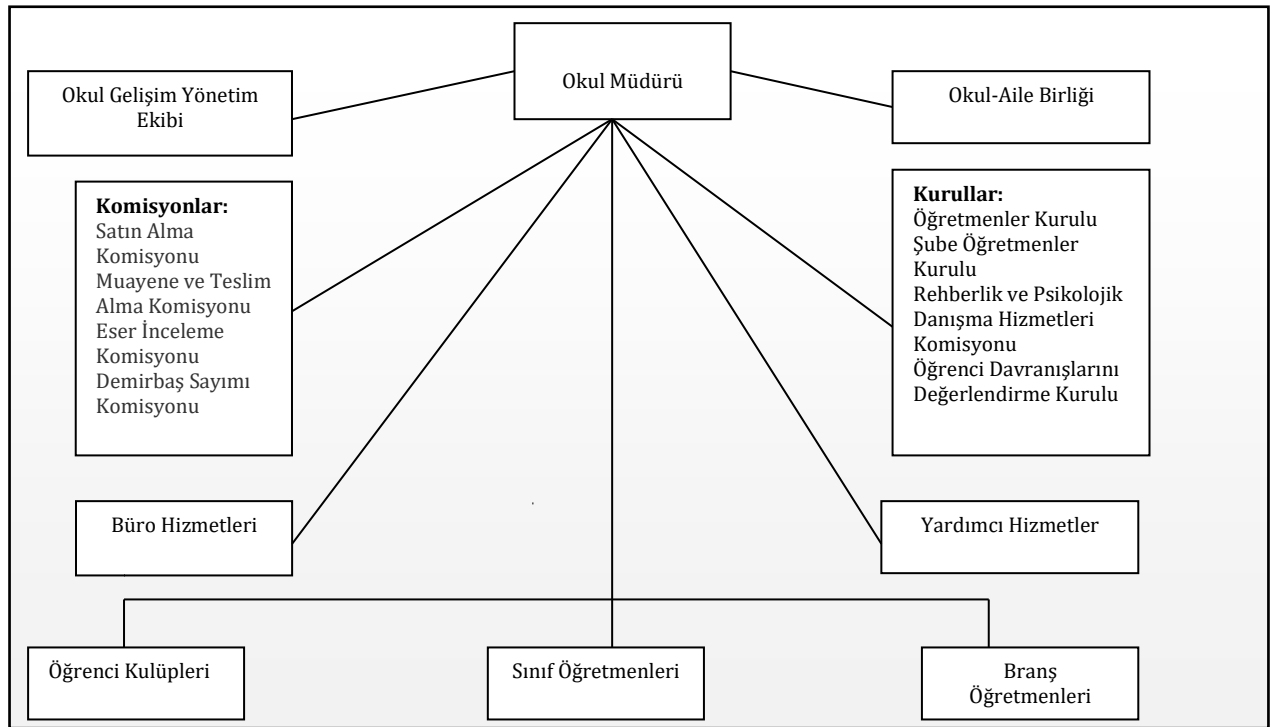 Okul Müdürü
Okul Gelişim Yönetim
Ekibi
Okul-Aile Birliği
Komisyonlar:
Satın Alma
Komisyonu
Muayene ve Teslim
Alma Komisyonu
Eser İnceleme
Komisyonu
Demirbaş Sayımı
Komisyonu
Kurullar:
Öğretmenler Kurulu
Şube Öğretmenler
Kurulu
Rehberlik ve Psikolojik
Danışma Hizmetleri
Komisyonu
Öğrenci Davranışlarını
Değerlendirme Kurulu
Büro Hizmetleri
Yardımcı Hizmetler
Öğrenci Kulüpleri
Sınıf Öğretmenleri
Branş
Öğretmenleri